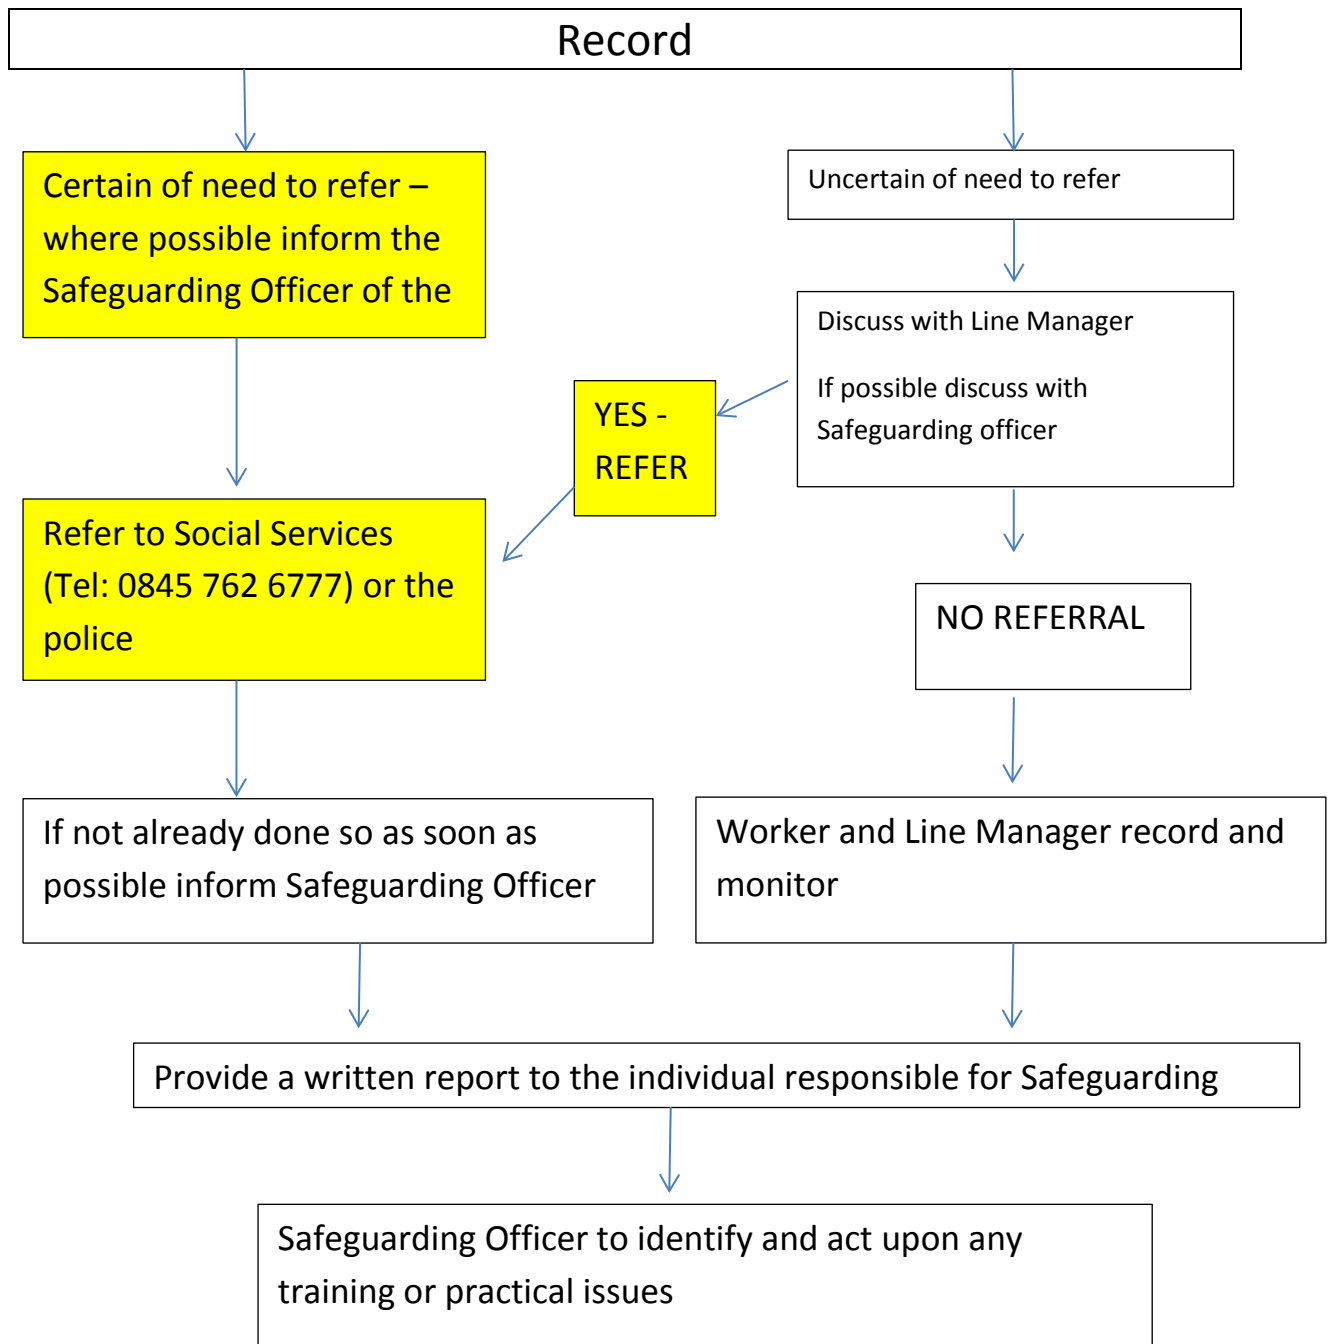 Record
Certain of need to refer –
where possible inform the
Safeguarding Officer of the
Uncertain of need to refer
Discuss with Line Manager
If possible discuss with
Safeguarding officer
YES -
REFER
Refer to Social Services
(Tel: 0845 762 6777) or the
police
NO REFERRAL
If not already done so as soon as
possible inform Safeguarding Officer
Worker and Line Manager record and
monitor
Provide a written report to the individual responsible for Safeguarding
Safeguarding Officer to identify and act upon any
training or practical issues